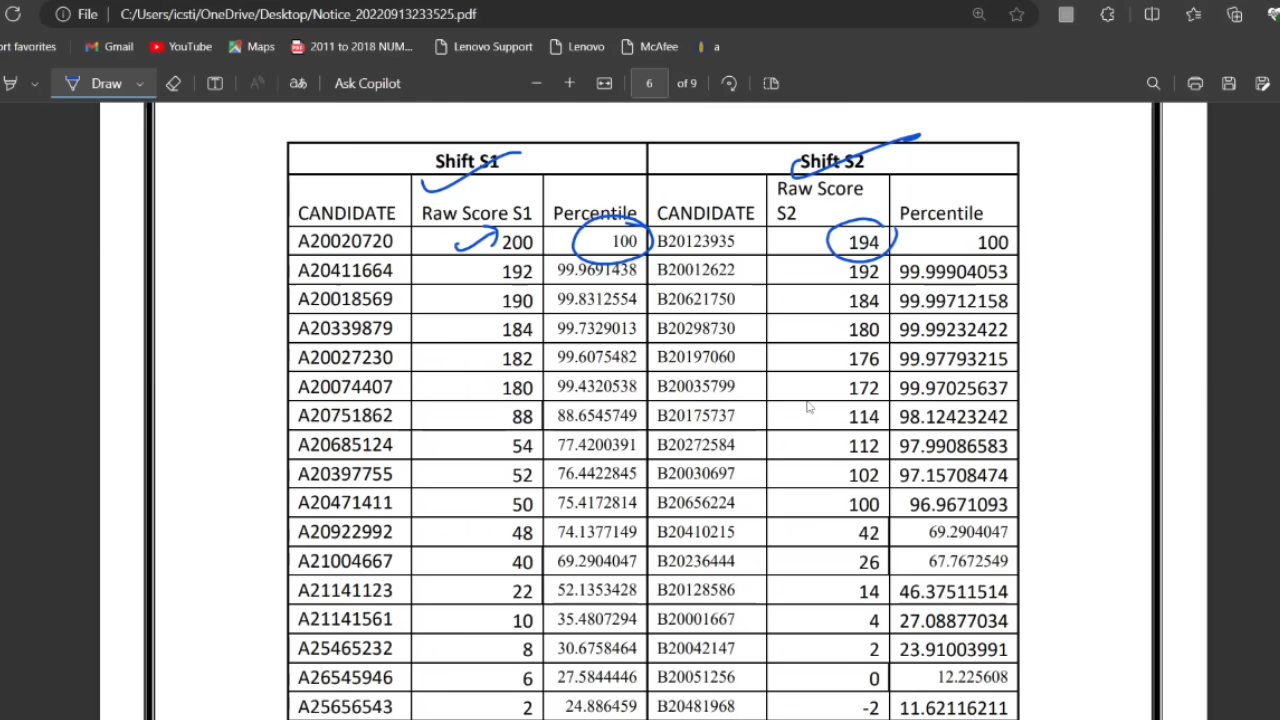 File C:/Users/icsti/OneDrive/Desktop/Notice_20220913233525.pdf
ort favorites Gmail YouTube Maps 2011 to 2018 NUM... Lenovo Support Lenovo McAfee a
Draw aあ Ask Copilot 6 of 9
Shift S1 Shift S2
CANDIDATE Raw Score S1 Percentile CANDIDATE Raw Score S2 Percentile
A20020720 200 100 B20123935 194 100
A20411664 192 99.9691438 B20012622 192 99.99904053
A20018569 190 99.8312554 B20621750 184 99.99712158
A20339879 184 99.7329013 B20298730 180 99.99232422
A20027230 182 99.6075482 B20197060 176 99.97793215
A20074407 180 99.4320538 B20035799 172 99.97025637
A20751862 88 88.6545749 B20175737 114 98.12423242
A20685124 54 77.4200391 B20272584 112 97.99086583
A20397755 52 76.4422845 B20030697 102 97.15708474
A20471411 50 75.4172814 B20656224 100 96.9671093
A20922992 48 74.1377149 B20410215 42 69.2904047
A21004667 40 69.2904047 B20236444 26 67.7672549
A21141123 22 52.1353428 B20128586 14 46.37511514
A21141561 10 35.4807294 B20001667 4 27.08877034
A25465232 8 30.6758464 B20042147 2 23.91003991
A26545946 6 27.5844446 B20051256 0 12.225608
A25656543 2 24.886459 B20481968 -2 11.62116211